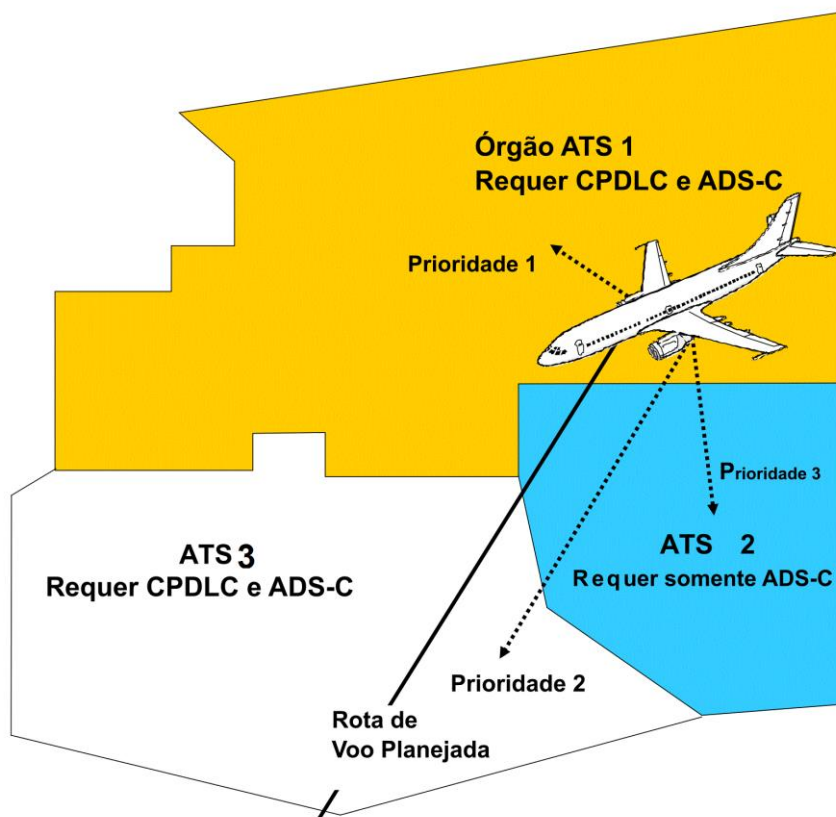 Órgão ATS 1
Requer CPDLC e ADS-C
Prioridade 1
Prioridade 3
ATS 2
Requer somente ADS-C
ATS 3
Requer CPDLC e ADS-C
Prioridade 2
Rota de
Voo Planejada